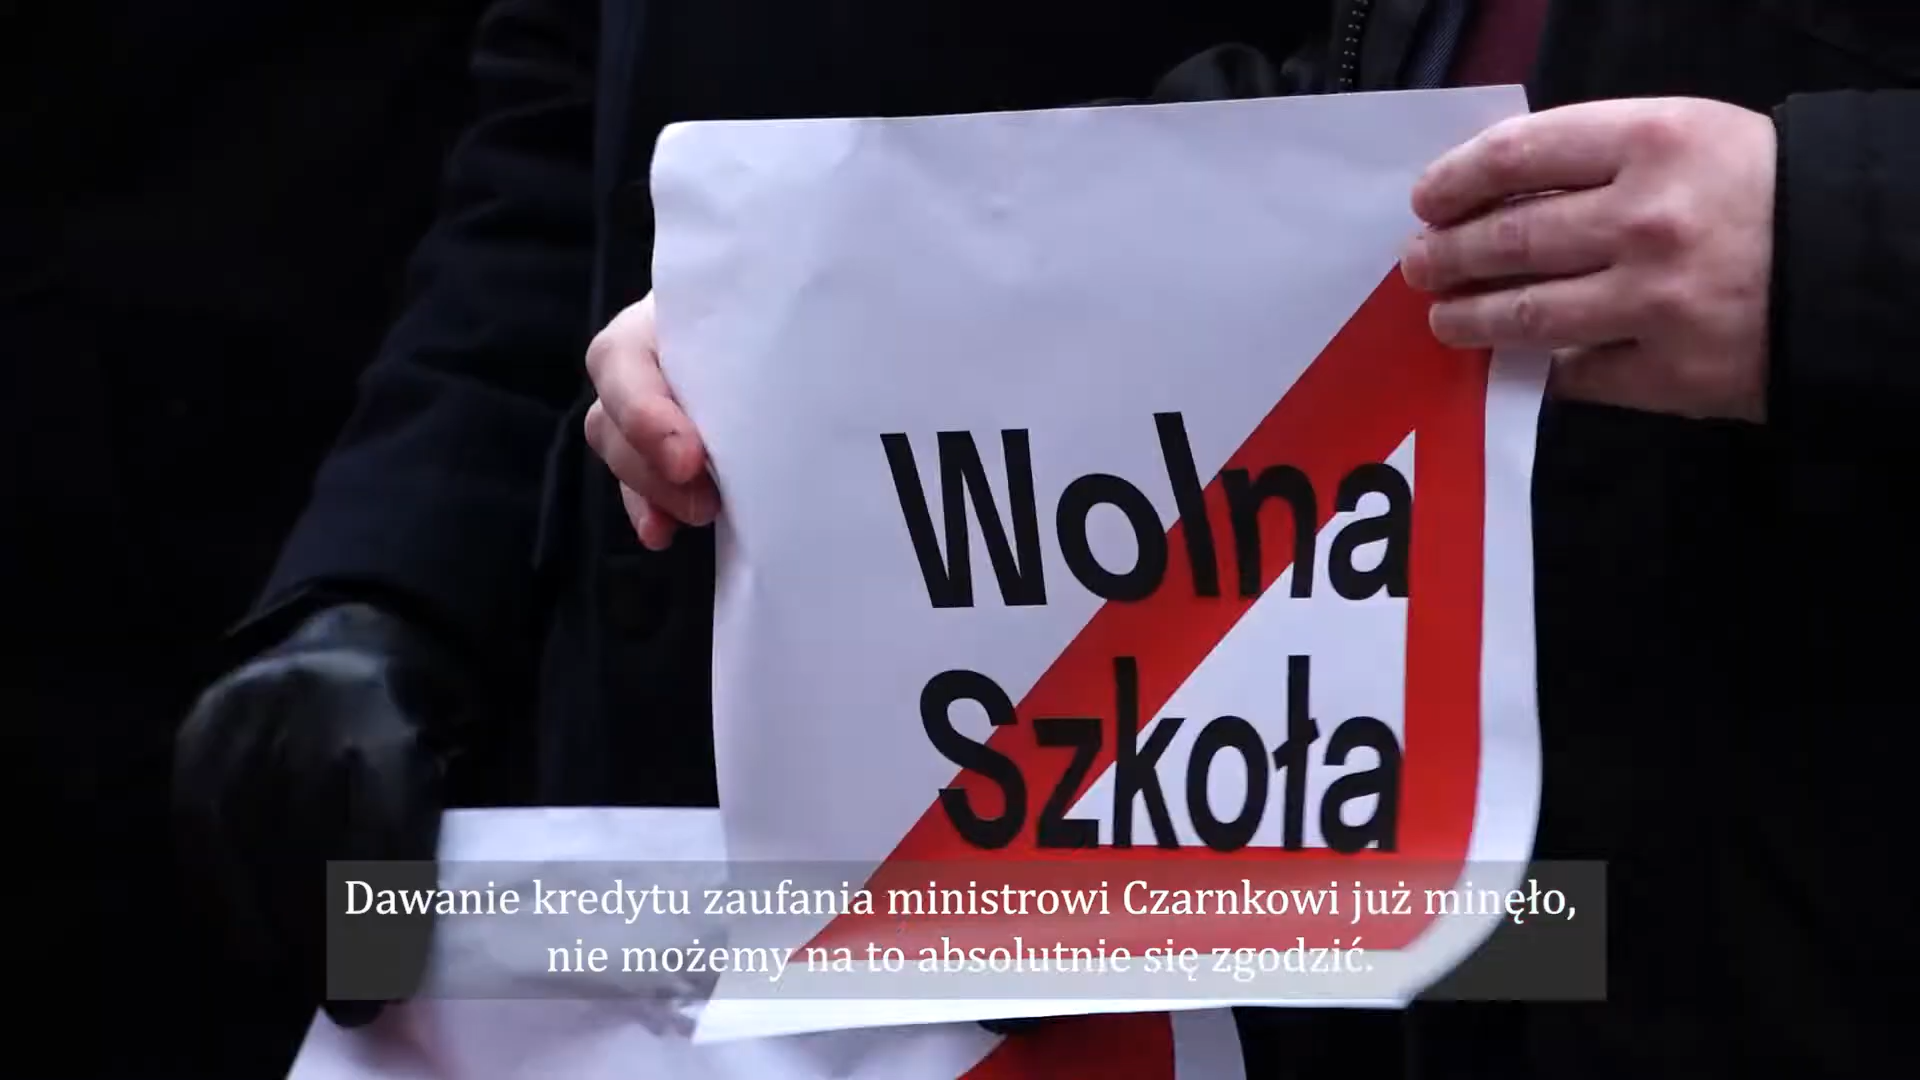 Wolna
Szkoła
Dawanie kredytu zaufania ministrowi Czarnkowi już minęło,
nie możemy na to absolutnie się zgodzić.